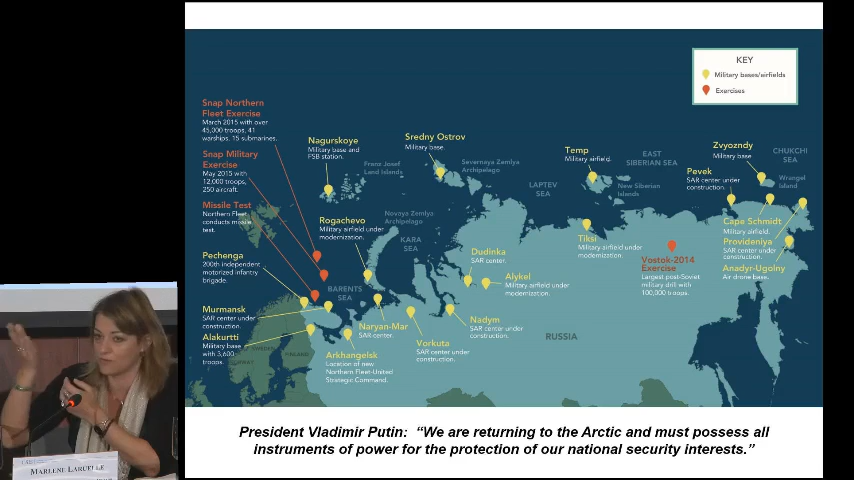 KEY
Military bases/airfields
Exercises
Snap Northern
Fleet Exercise
March 2015 with over
45,000 troops, 41
warships, 15 submarines.
Snap Military
Exercise
May 2015 with
12,000 troops,
250 aircraft.
Missile Test
Northern Fleet
conducts missile
test.
Pechenga
200th independent
motorized infantry
brigade.
Murmansk
SAR center under
construction.
Alakurtti
Military base
with 3,600
troops.
Nagurskoye
Military base and
FSB station.
Franz Josef
Land Islands
Sredny Ostrov
Military base.
Severnaya Zemlya
Archipelago
Temp
Military airfield.
EAST
SIBERIAN SEA
New Siberian
Islands
LAPTEV
SEA
Zvyozndy
Military base
CHUKCHI
SEA
Wrangel
Island
Pevek
SAR center under
construction.
Cape Schmidt
Military airfield.
Provideniya
SAR center under
construction.
Anadyr-Ugolny
Air drone base.
Rogachevo
Military airfield under
modernization.
Novaya Zemlya
Archipelago
KARA
SEA
BARENTS
SEA
Dudinka
SAR center.
Alykel
Military airfield under
modernization.
Tiksi
Military airfield under
modernization.
Vostok-2014
Exercise
Largest post-Soviet
military drill with
100,000 troops.
Naryan-Mar
SAR center.
Nadym
SAR center under
construction.
Vorkuta
SAR center under
construction.
Arkhangelsk
Location of new
Northern Fleet-United
Strategic Command.
RUSSIA
President Vladimir Putin: “We are returning to the Arctic and must possess all
instruments of power for the protection of our national security interests.”
MARLENE LARUELLE